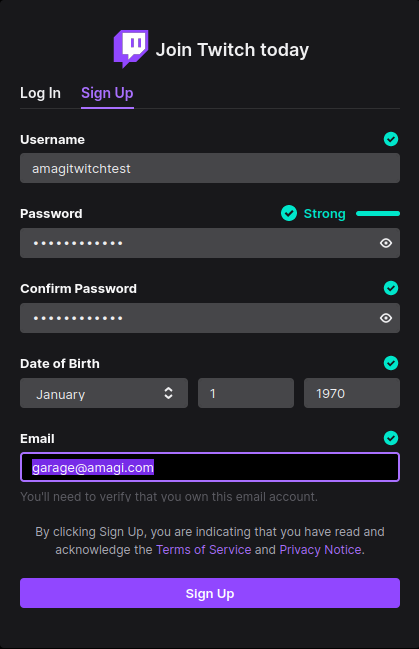 Join Twitch today
Log In Sign Up
Username
amagitwitchtest
Password Strong
••••••••••••
Confirm Password
••••••••••••
Date of Birth
January 1 1970
Email
garage@amagi.com
You'll need to verify that you own this email account.
By clicking Sign Up, you are indicating that you have read and
acknowledge the Terms of Service and Privacy Notice.
Sign Up